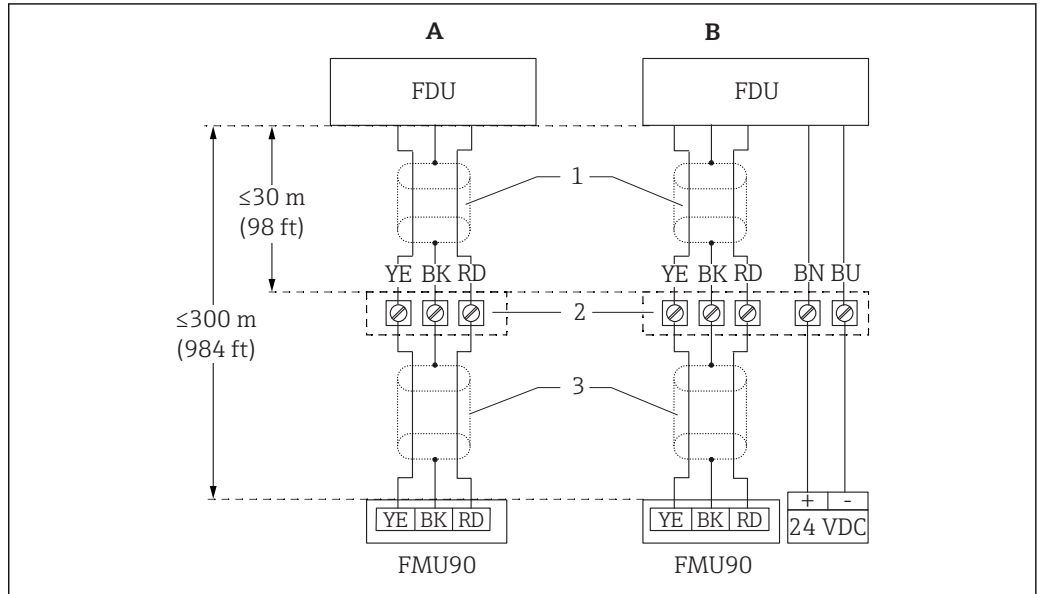 A B
FDU FDU
1
≤30 m
(98 ft)
YE BK RD YE BK RD BN BU
2
≤300 m
(984 ft)
3
+ -
YE BK RD YE BK RD 24 VDC
FMU90 FMU90